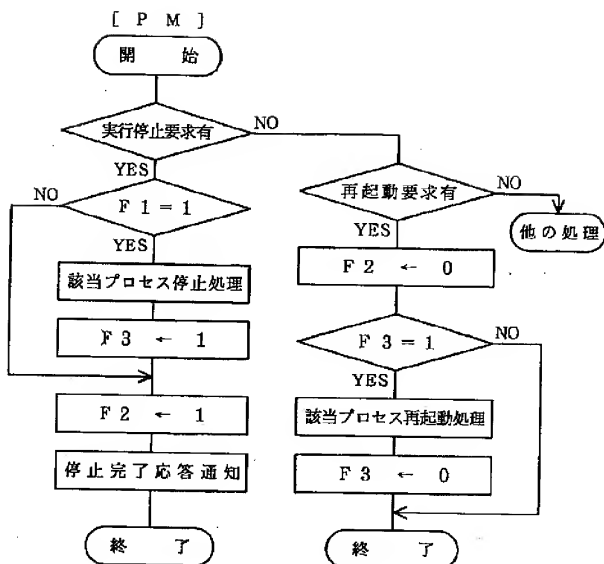 [ P M ]
開 始
実行停止要求有
NO
YES
NO
F 1 = 1
YES
該当プロセス停止処理
F 3 ← 1
F 2 ← 1
停止完了応答通知
終 了
再起動要求有
NO
他の処理
YES
F 2 ← 0
F 3 = 1
NO
YES
該当プロセス再起動処理
F 3 ← 0
終 了